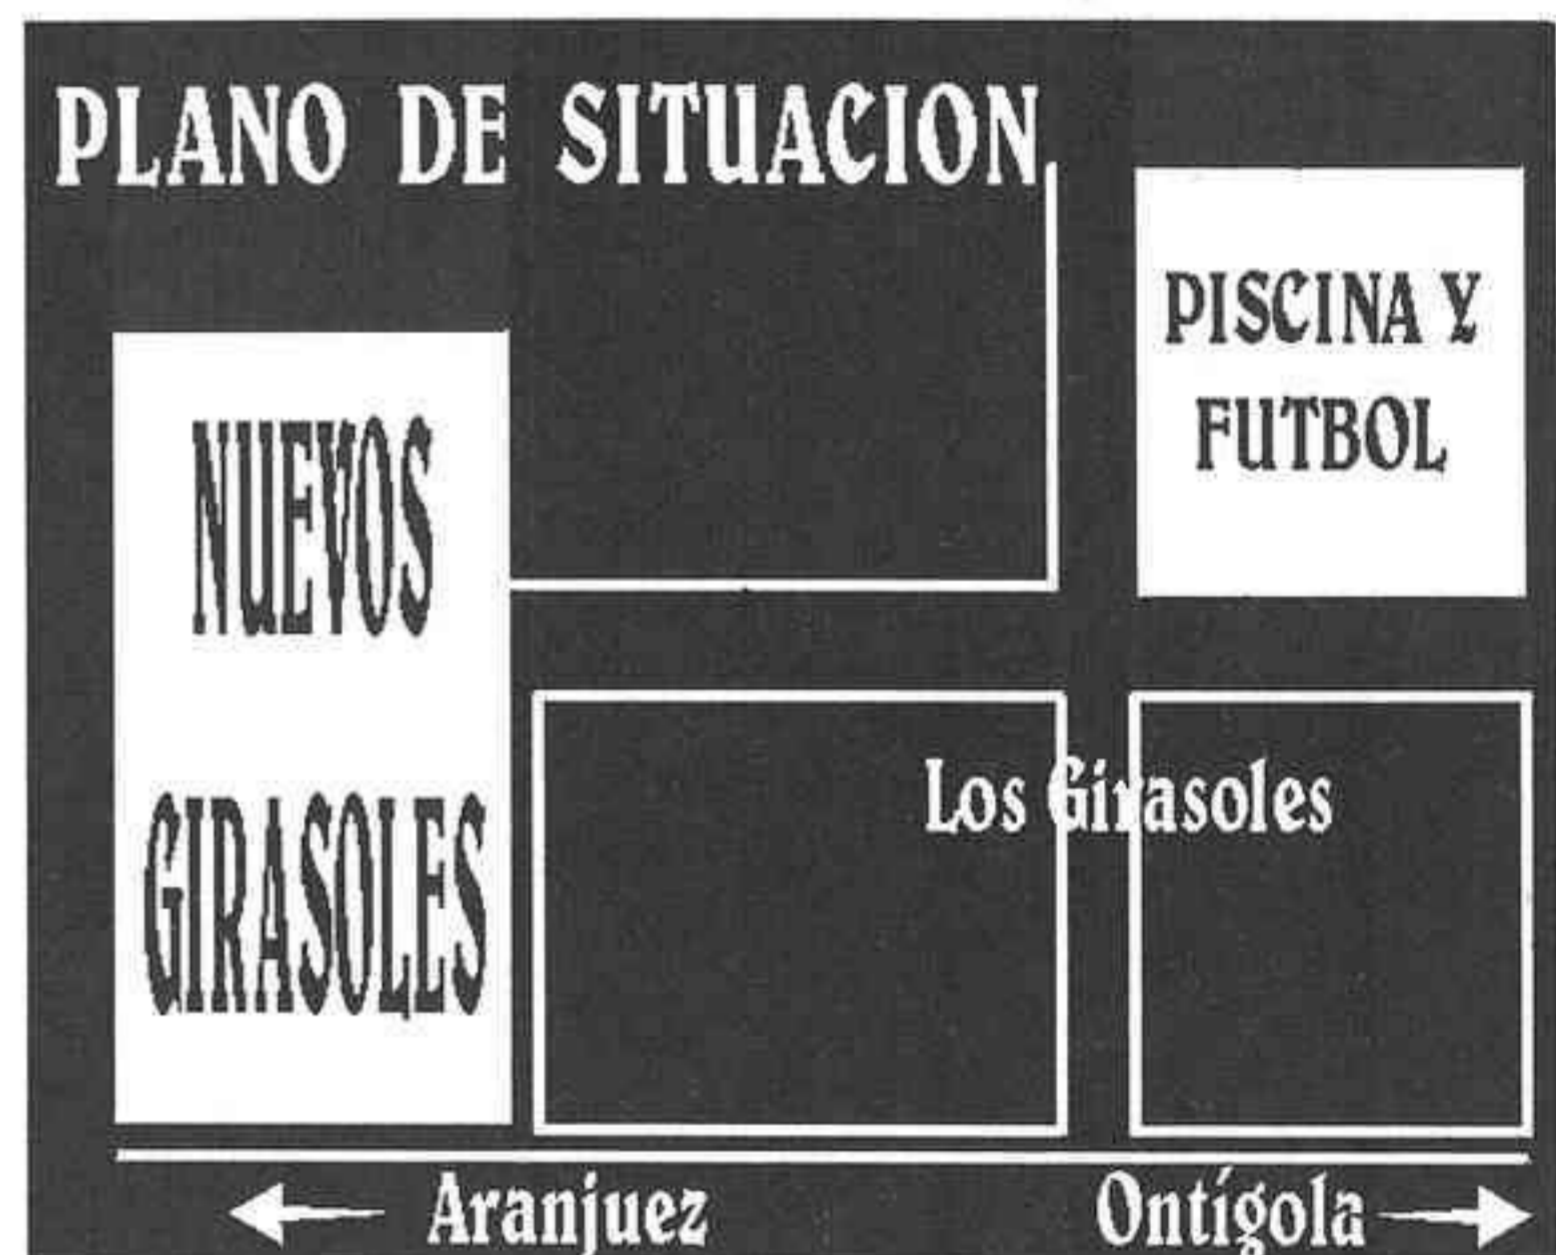 PLANO DE SITUACION
PISCINA Y
FUTBOL
NUEVOS
GIRASOLES
Los Girasoles
Aranjuez
Ontígola